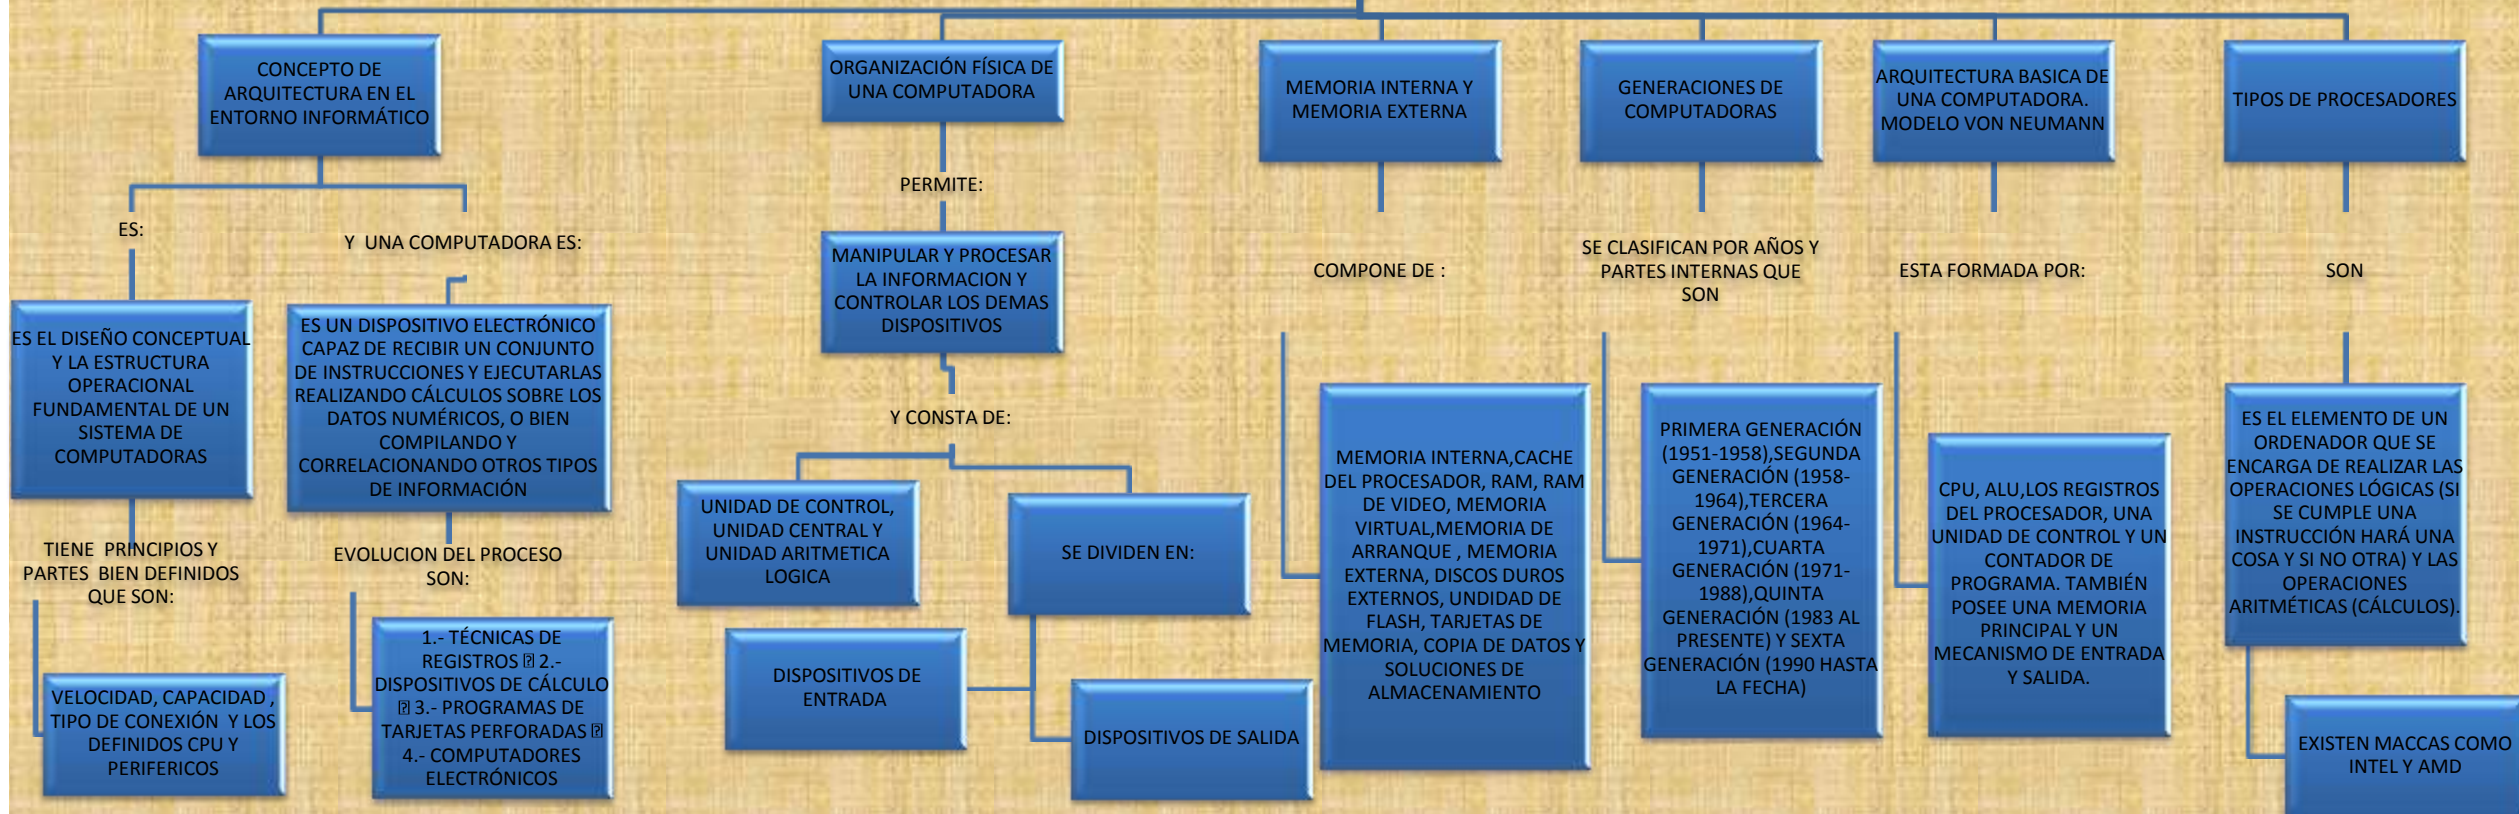 CONCEPTO DE
ARQUITECTURA EN EL
ENTORNO INFORMÁTICO
ES:
ES EL DISEÑO CONCEPTUAL
Y LA ESTRUCTURA
OPERACIONAL
FUNDAMENTAL DE UN
SISTEMA DE
COMPUTADORAS
TIENE PRINCIPIOS Y
PARTES BIEN DEFINIDOS
QUE SON:
VELOCIDAD, CAPACIDAD ,
TIPO DE CONEXIÓN Y LOS
DEFINIDOS CPU Y
PERIFERICOS
Y UNA COMPUTADORA ES:
ES UN DISPOSITIVO ELECTRÓNICO
CAPAZ DE RECIBIR UN CONJUNTO
DE INSTRUCCIONES Y EJECUTARLAS
REALIZANDO CÁLCULOS SOBRE LOS
DATOS NUMÉRICOS, O BIEN
COMPILANDO Y
CORRELACIONANDO OTROS TIPOS
DE INFORMACIÓN
EVOLUCION DEL PROCESO
SON:
1.- TÉCNICAS DE
REGISTROS 2.-
DISPOSITIVOS DE CÁLCULO
3.- PROGRAMAS DE
TARJETAS PERFORADAS
4.- COMPUTADORES
ELECTRÓNICOS
ORGANIZACIÓN FÍSICA DE
UNA COMPUTADORA
PERMITE:
MANIPULAR Y PROCESAR
LA INFORMACION Y
CONTROLAR LOS DEMAS
DISPOSITIVOS
Y CONSTA DE:
UNIDAD DE CONTROL,
UNIDAD CENTRAL Y
UNIDAD ARITMETICA
LOGICA
SE DIVIDEN EN:
DISPOSITIVOS DE
ENTRADA
DISPOSITIVOS DE SALIDA
MEMORIA INTERNA Y
MEMORIA EXTERNA
COMPONE DE :
MEMORIA INTERNA,CACHE
DEL PROCESADOR, RAM, RAM
DE VIDEO, MEMORIA
VIRTUAL,MEMORIA DE
ARRANQUE , MEMORIA
EXTERNA, DISCOS DUROS
EXTERNOS, UNDIDAD DE
FLASH, TARJETAS DE
MEMORIA, COPIA DE DATOS Y
SOLUCIONES DE
ALMACENAMIENTO
GENERACIONES DE
COMPUTADORAS
SE CLASIFICAN POR AÑOS Y
PARTES INTERNAS QUE
SON
PRIMERA GENERACIÓN
(1951-1958),SEGUNDA
GENERACIÓN (1958-
1964),TERCERA
GENERACIÓN (1964-
1971),CUARTA
GENERACIÓN (1971-
1988),QUINTA
GENERACIÓN (1983 AL
PRESENTE) Y SEXTA
GENERACIÓN (1990 HASTA
LA FECHA)
ARQUITECTURA BASICA DE
UNA COMPUTADORA.
MODELO VON NEUMANN
ESTA FORMADA POR:
CPU, ALU,LOS REGISTROS
DEL PROCESADOR, UNA
UNIDAD DE CONTROL Y UN
CONTADOR DE
PROGRAMA. TAMBIÉN
POSEE UNA MEMORIA
PRINCIPAL Y UN
MECANISMO DE ENTRADA
Y SALIDA.
TIPOS DE PROCESADORES
SON
ES EL ELEMENTO DE UN
ORDENADOR QUE SE
ENCARGA DE REALIZAR LAS
OPERACIONES LÓGICAS (SI
SE CUMPLE UNA
INSTRUCCIÓN HARÁ UNA
COSA Y SI NO OTRA) Y LAS
OPERACIONES
ARITMÉTICAS (CÁLCULOS).
EXISTEN MACCAS COMO
INTEL Y AMD